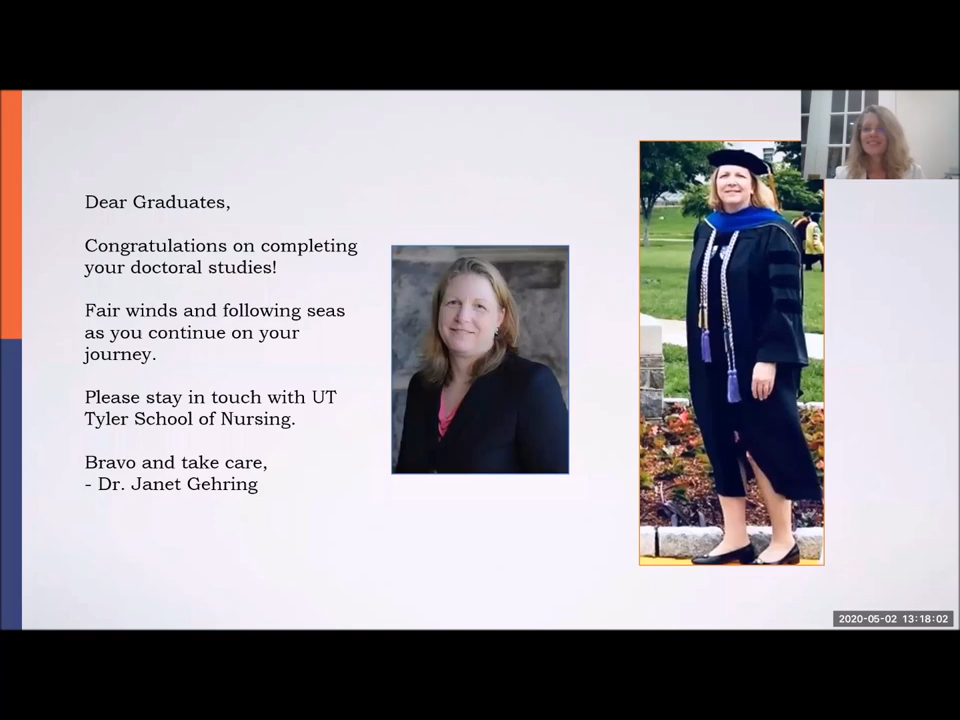 Dear Graduates,
Congratulations on completing
your doctoral studies!
Fair winds and following seas
as you continue on your
journey.
Please stay in touch with UT
Tyler School of Nursing.
Bravo and take care,
- Dr. Janet Gehring
2020-05-02 13:18:02